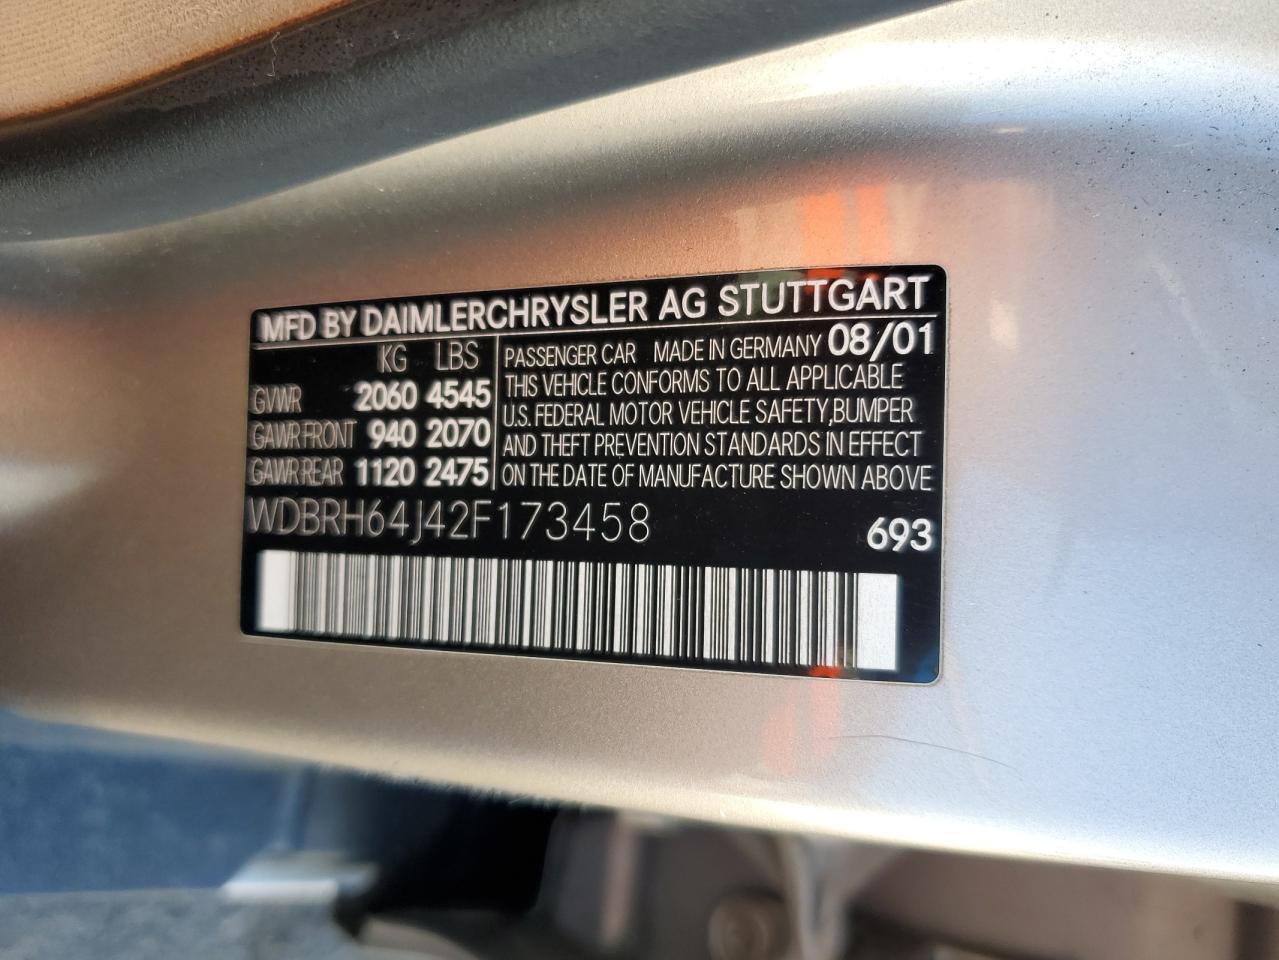 MFD BY DAIMLERCHRYSLER AG STUTTGART
KG LBS
GVWR 2060 4545
GAWR FRONT 940 2070
GAWR REAR 1120 2475
PASSENGER CAR MADE IN GERMANY 08/01
THIS VEHICLE CONFORMS TO ALL APPLICABLE
U.S. FEDERAL MOTOR VEHICLE SAFETY,BUMPER
AND THEFT PREVENTION STANDARDS IN EFFECT
ON THE DATE OF MANUFACTURE SHOWN ABOVE
WDBRH64J42F173458
693